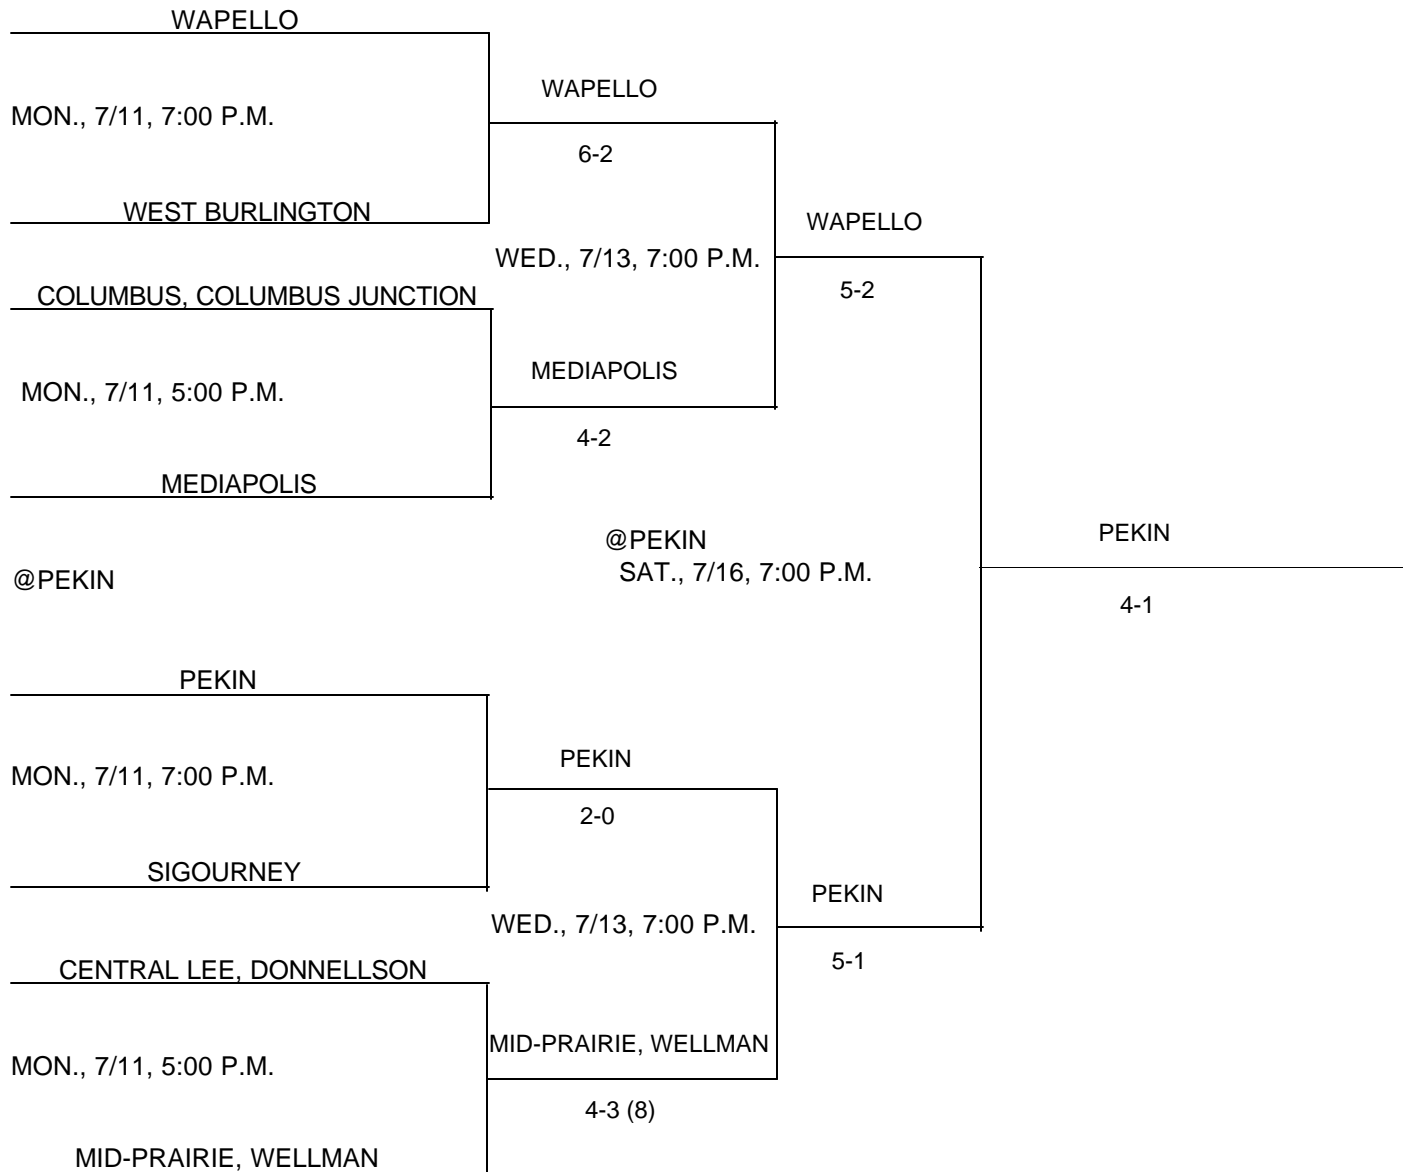 WAPELLO
MON., 7/11, 7:00 P.M.
WEST BURLINGTON
COLUMBUS, COLUMBUS JUNCTION
MON., 7/11, 5:00 P.M.
MEDIAPOLIS
@PEKIN
PEKIN
MON., 7/11, 7:00 P.M.
SIGOURNEY
CENTRAL LEE, DONNELLSON
MON., 7/11, 5:00 P.M.
MID-PRAIRIE, WELLMAN
WAPELLO
6-2
WED., 7/13, 7:00 P.M.
MEDIAPOLIS
4-2
@PEKIN
SAT., 7/16, 7:00 P.M.
PEKIN
2-0
WED., 7/13, 7:00 P.M.
MID-PRAIRIE, WELLMAN
4-3 (8)
WAPELLO
5-2
PEKIN
5-1
PEKIN
4-1